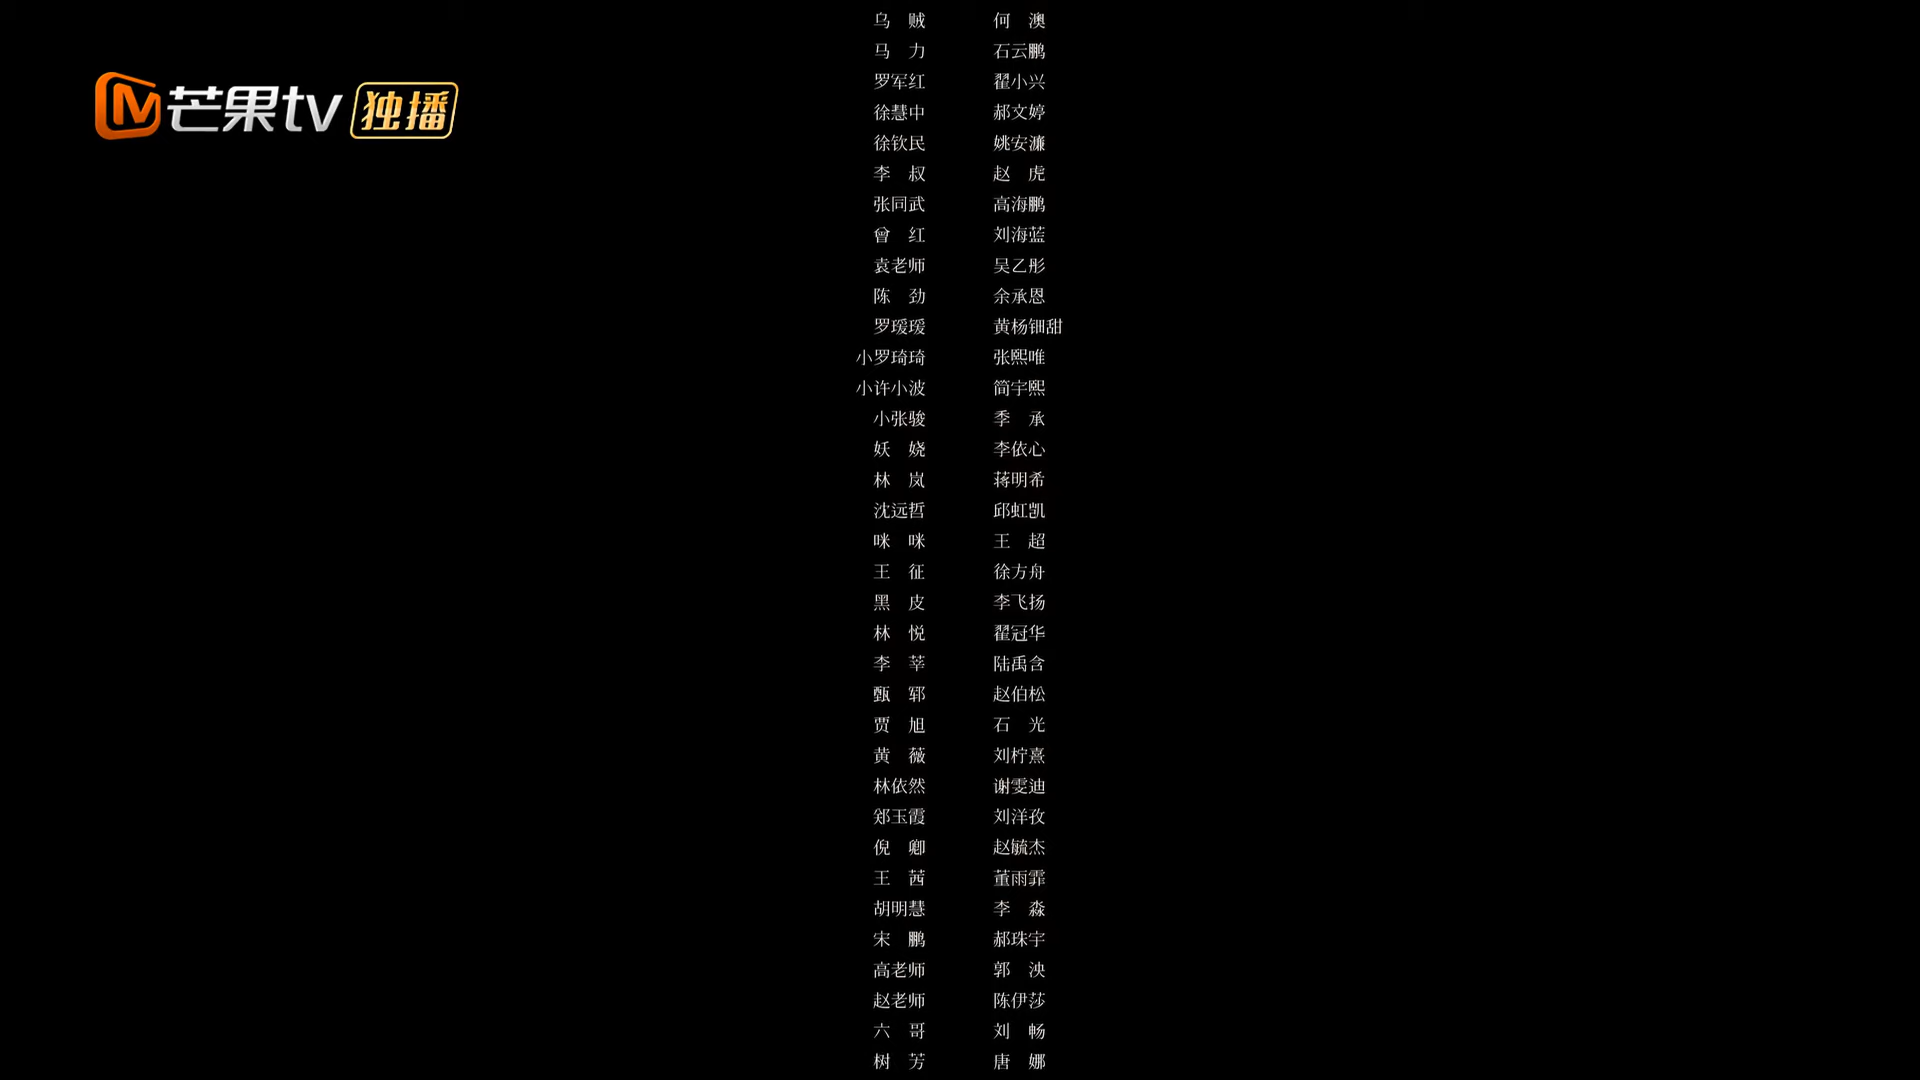 芒果tv 独播
乌 贼 何 澳
马 力 石云鹏
罗军红 翟小兴
徐慧中 郝文婷
徐钦民 姚安濂
李 叔 赵 虎
张同武 高海鹏
曾 红 刘海蓝
袁老师 吴乙彤
陈 劲 余承恩
罗瑗瑗 黄杨钿甜
小罗琦琦 张熙唯
小许小波 简宇熙
小张骏 季 承
妖 娆 李依心
林 岚 蒋明希
沈远哲 邱虹凯
咪 咪 王 超
王 征 徐方舟
黑 皮 李飞扬
林 悦 翟冠华
李 莘 陆禹含
甄 郓 赵伯松
贾 旭 石 光
黄 薇 刘柠熹
林依然 谢雯迪
郑玉霞 刘洋孜
倪 卿 赵毓杰
王 茜 董雨霏
胡明慧 李 淼
宋 鹏 郝珠宇
高老师 郭 泱
赵老师 陈伊莎
六 哥 刘 畅
树 芳 唐 娜